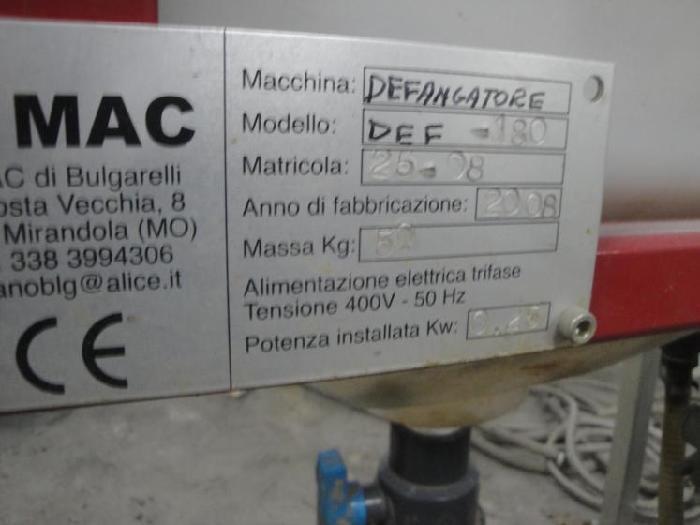 MAC
AC di Bulgarelli
osta Vecchia, 8
Mirandola (MO)
338 3994306
anoblg@alice.it
CE
Macchina: DEFANGATORE
Modello: DEF - 180
Matricola: 25-08
Anno di fabbricazione: 2008
Massa Kg: 50
Alimentazione elettrica trifase
Tensione 400V - 50 Hz
Potenza installata Kw: